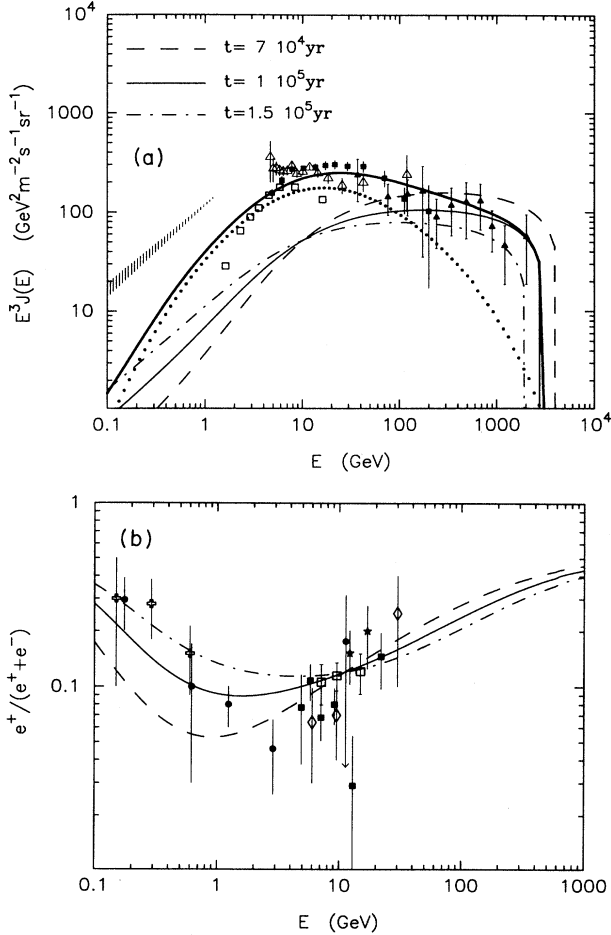 10⁴
1000
100
10
E³J(E) (GeV²m⁻²s⁻¹sr⁻¹)
t= 7 10⁴yr
t= 1 10⁵yr
t=1.5 10⁵yr
(a)
0.1 1 10 100 1000 10⁴
E (GeV)
1
0.1
e⁺/(e⁺+e⁻)
(b)
0.1 1 10 100 1000
E (GeV)